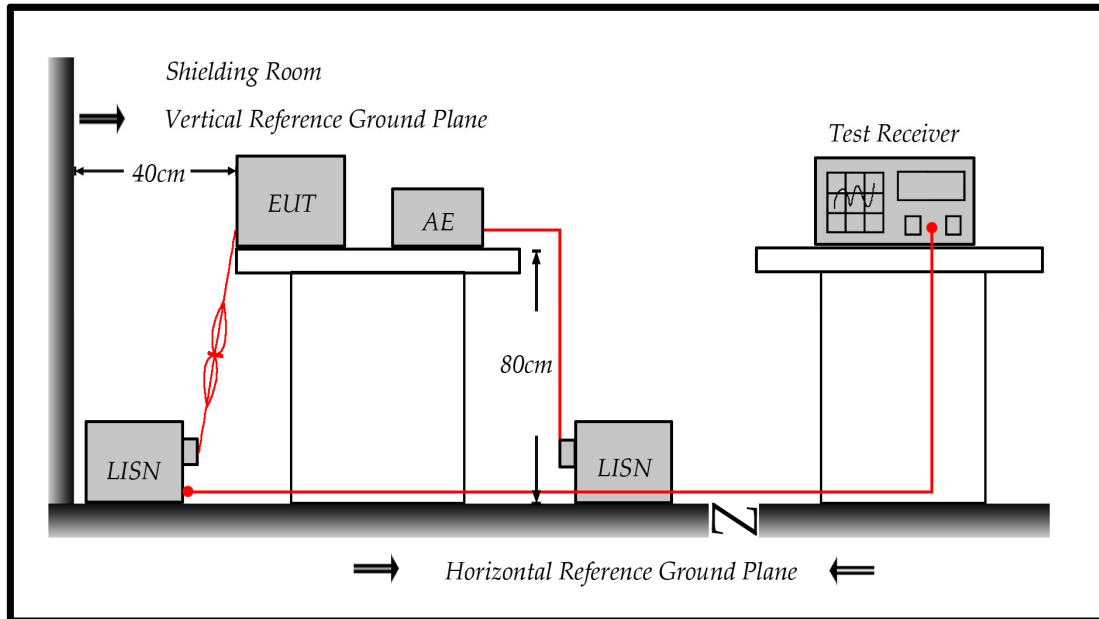 Shielding Room
Vertical Reference Ground Plane
Test Receiver
40cm
EUT
AE
80cm
LISN
LISN
Horizontal Reference Ground Plane